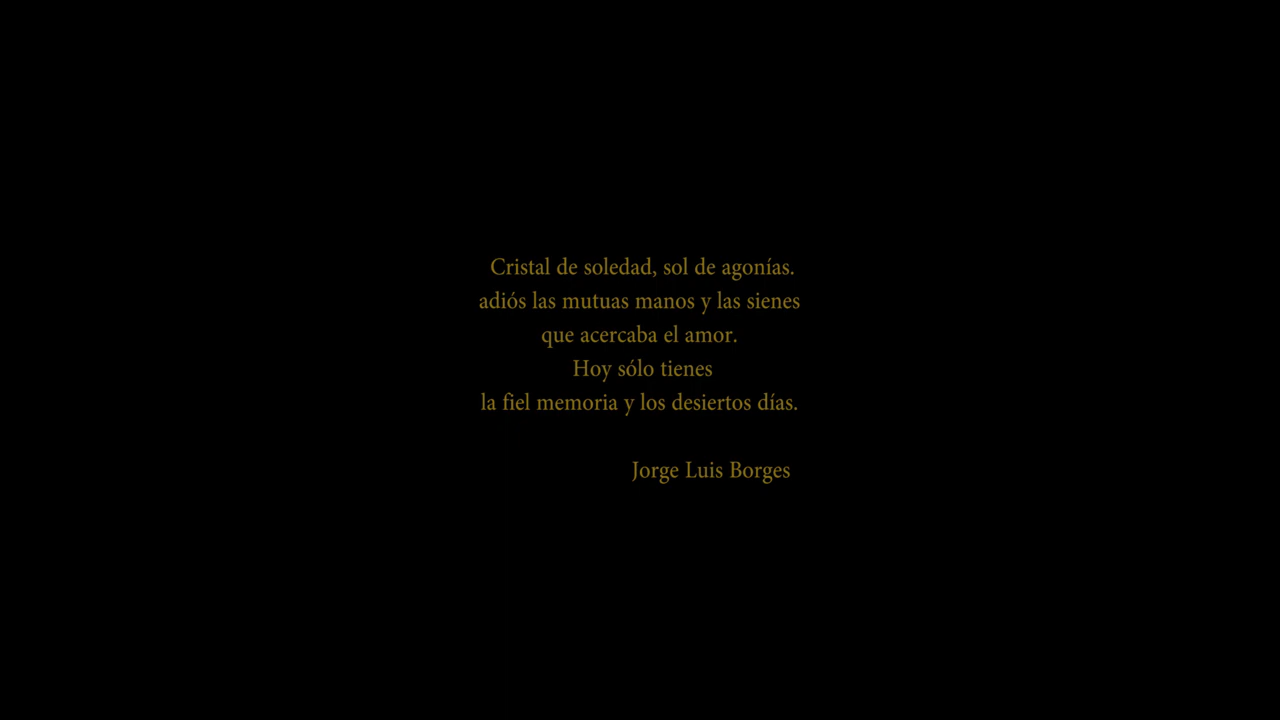 Cristal de soledad, sol de agonías.
adiós las mutuas manos y las sienes
que acercaba el amor.
Hoy sólo tienes
la fiel memoria y los desiertos días.
Jorge Luis Borges